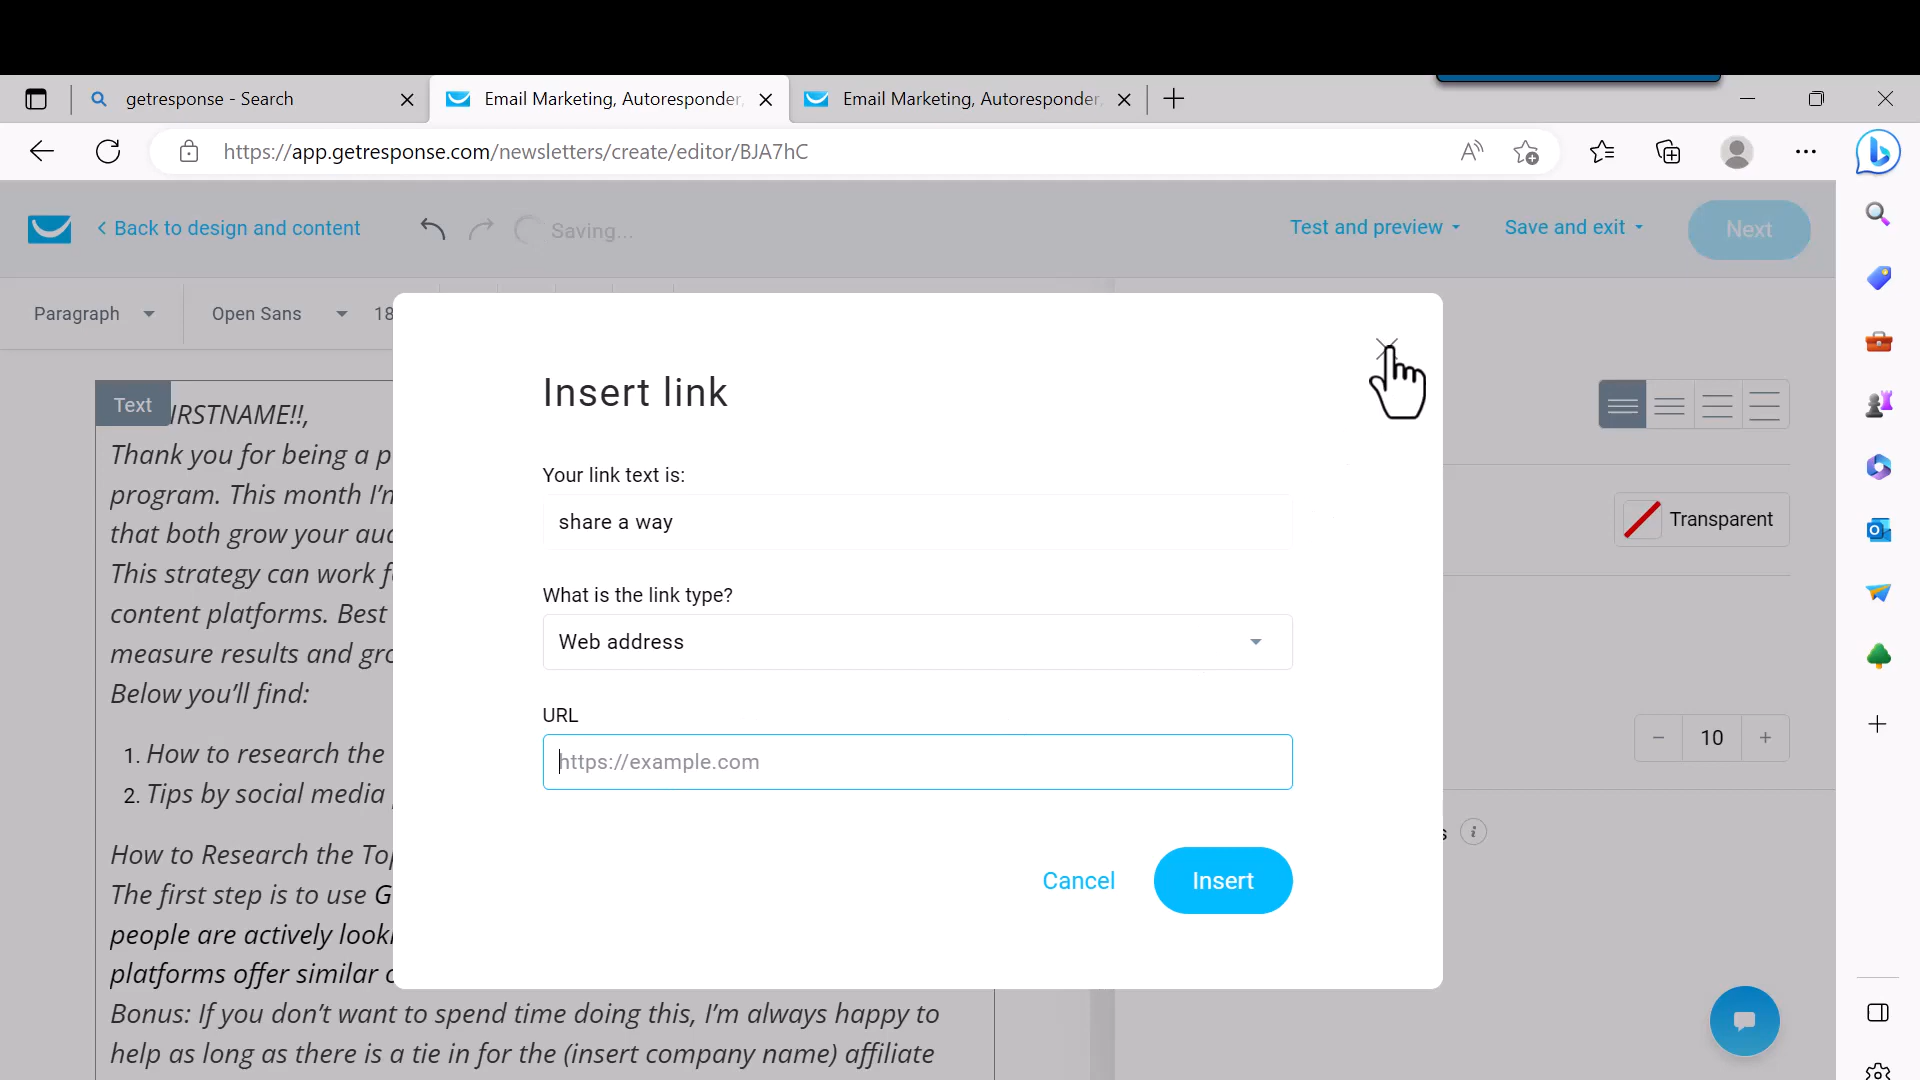 getresponse - Search
Email Marketing, Autoresponder,
Email Marketing, Autoresponder,
https://app.getresponse.com/newsletters/create/editor/BJA7hC
Back to design and content
Saving...
Test and preview
Save and exit
Next
Paragraph
Open Sans
18
Text
IRSTNAME!!,
Thank you for being a p
program. This month I'm
that both grow your aud
This strategy can work f
content platforms. Best
measure results and gro
Below you'll find:
1. How to research the
2. Tips by social media
How to Research the Top
The first step is to use G
people are actively looki
platforms offer similar
Bonus: If you don't want to spend time doing this, I'm always happy to
help as long as there is a tie in for the (insert company name) affiliate
Insert link
Your link text is:
share a way
What is the link type?
Web address
URL
https://example.com
Cancel
Insert
Transparent
10
s